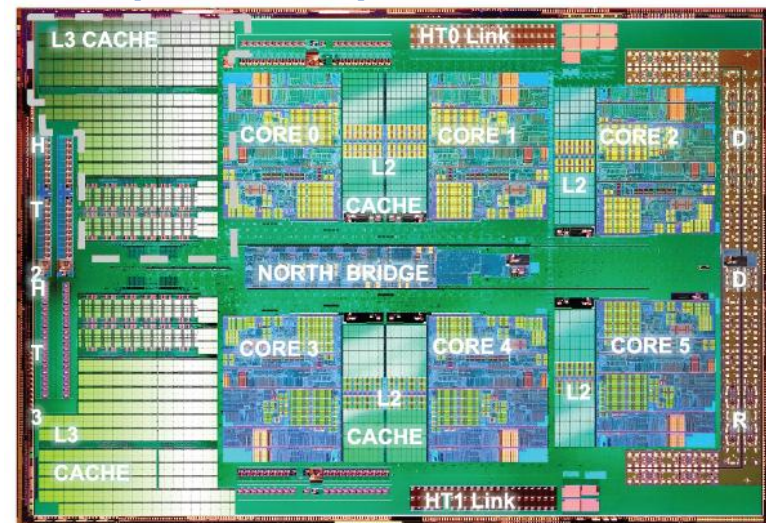 L3 CACHE
HT0 Link
CORE 0
CORE 1
CORE 2
L2
CACHE
L2
H
T
2
NORTH BRIDGE
D
D
R
H
T
3
CORE 3
CORE 4
CORE 5
L2
CACHE
L2
L3
CACHE
HT1 Link